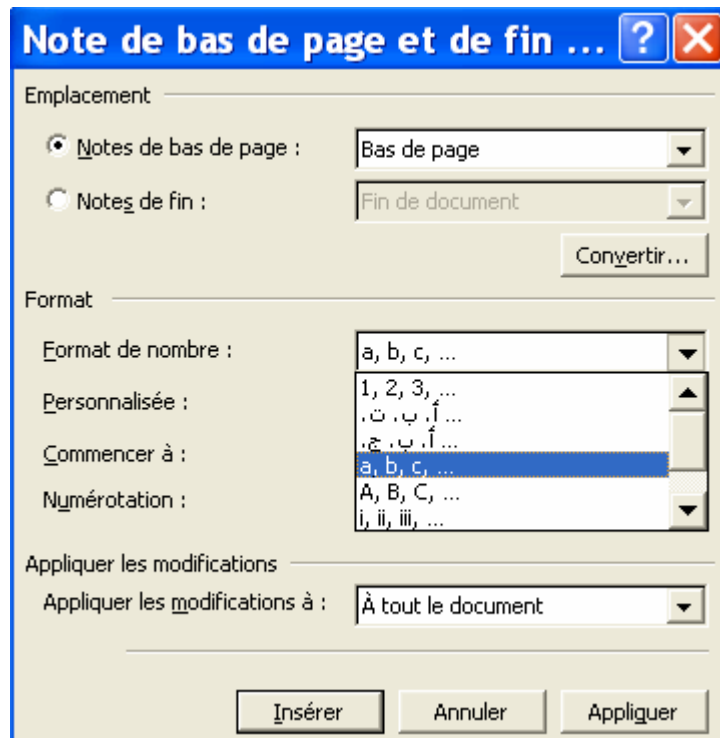 Note de bas de page et de fin ...
Emplacement
Notes de bas de page : Bas de page
Notes de fin : Fin de document
Convertir...
Format
Format de nombre : a, b, c, ...
1, 2, 3, ...
Personnalisée :
أ، ب، ت، ...
أ، ب، ج، ...
Commencer à :
a, b, c, ...
Numérotation : A, B, C, ...
i, ii, iii, ...
Appliquer les modifications
Appliquer les modifications à : À tout le document
Insérer Annuler Appliquer